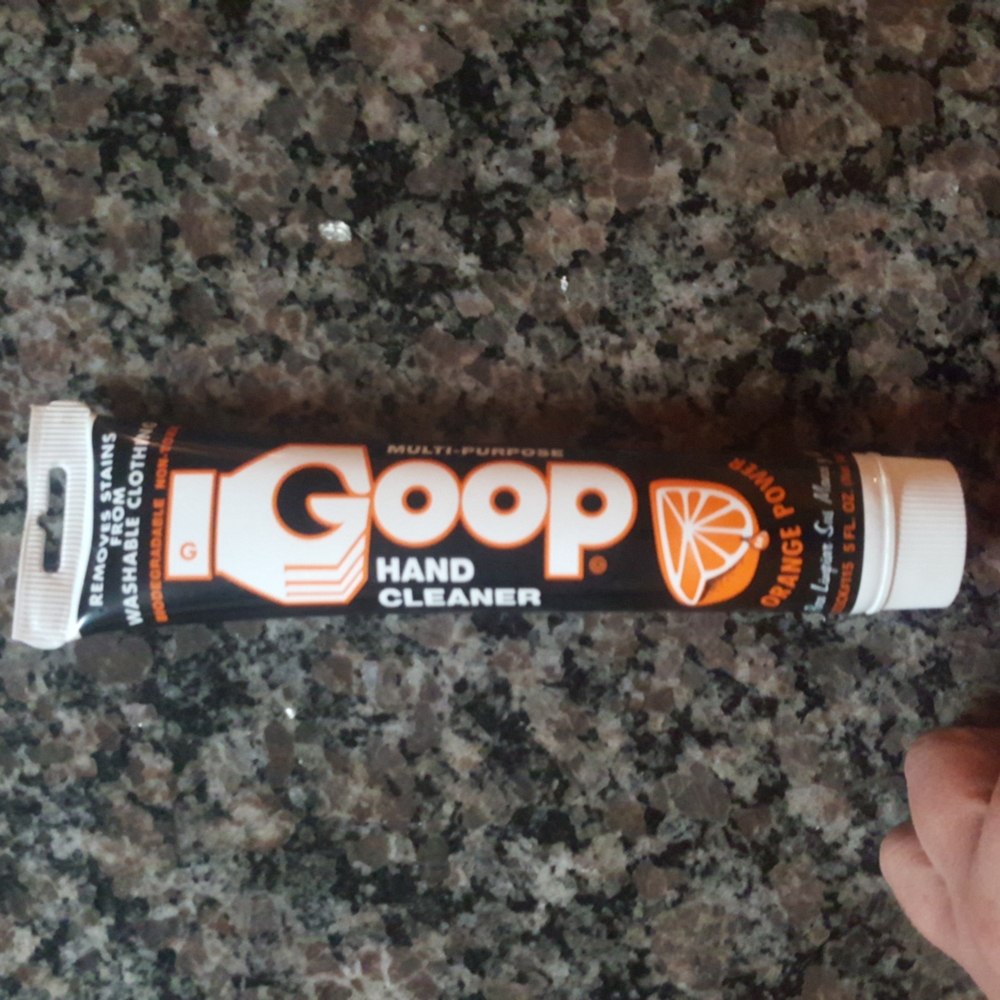 REMOVES STAINS
FROM
WASHABLE CLOTHING
BIODEGRADABLE NON-TOXIC
G
MULTI-PURPOSE
Goop®
HAND
CLEANER
ORANGE POWER
5 FL. OZ.